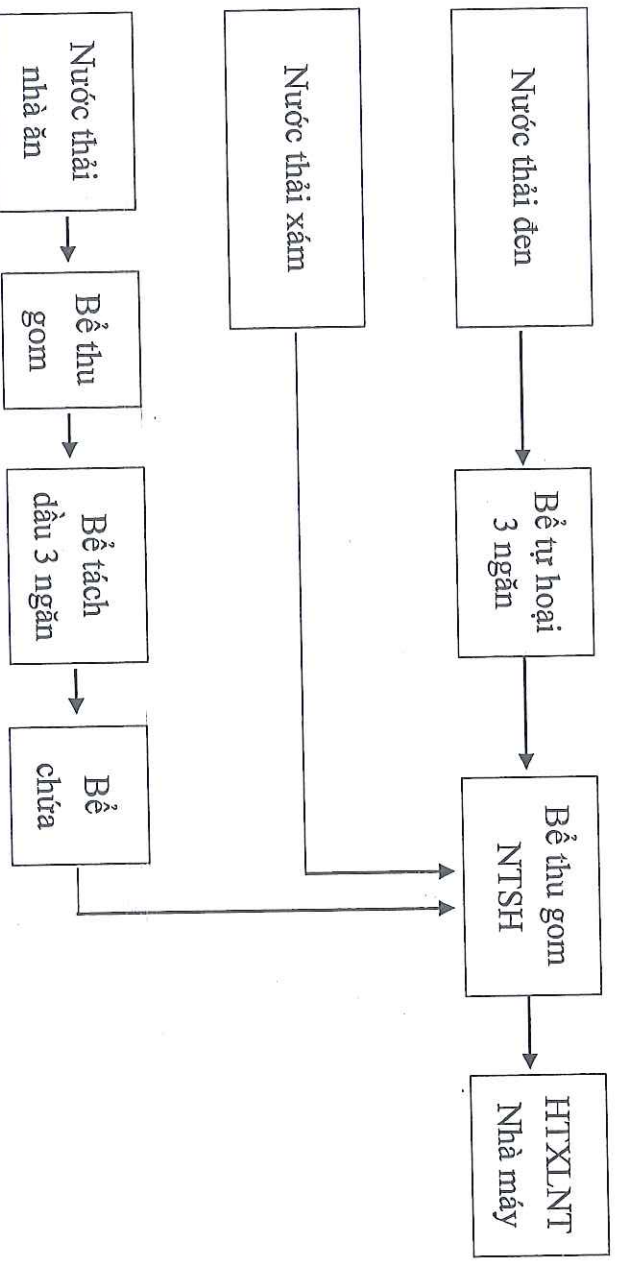 Nước thải đen
Bể tự hoại
3 ngăn
Bể thu gom
NTSH
HTXLNT
Nhà máy
Nước thải xám
Nước thải
nhà ăn
Bể thu
gom
Bể tách
dầu 3 ngăn
Bể
chứa